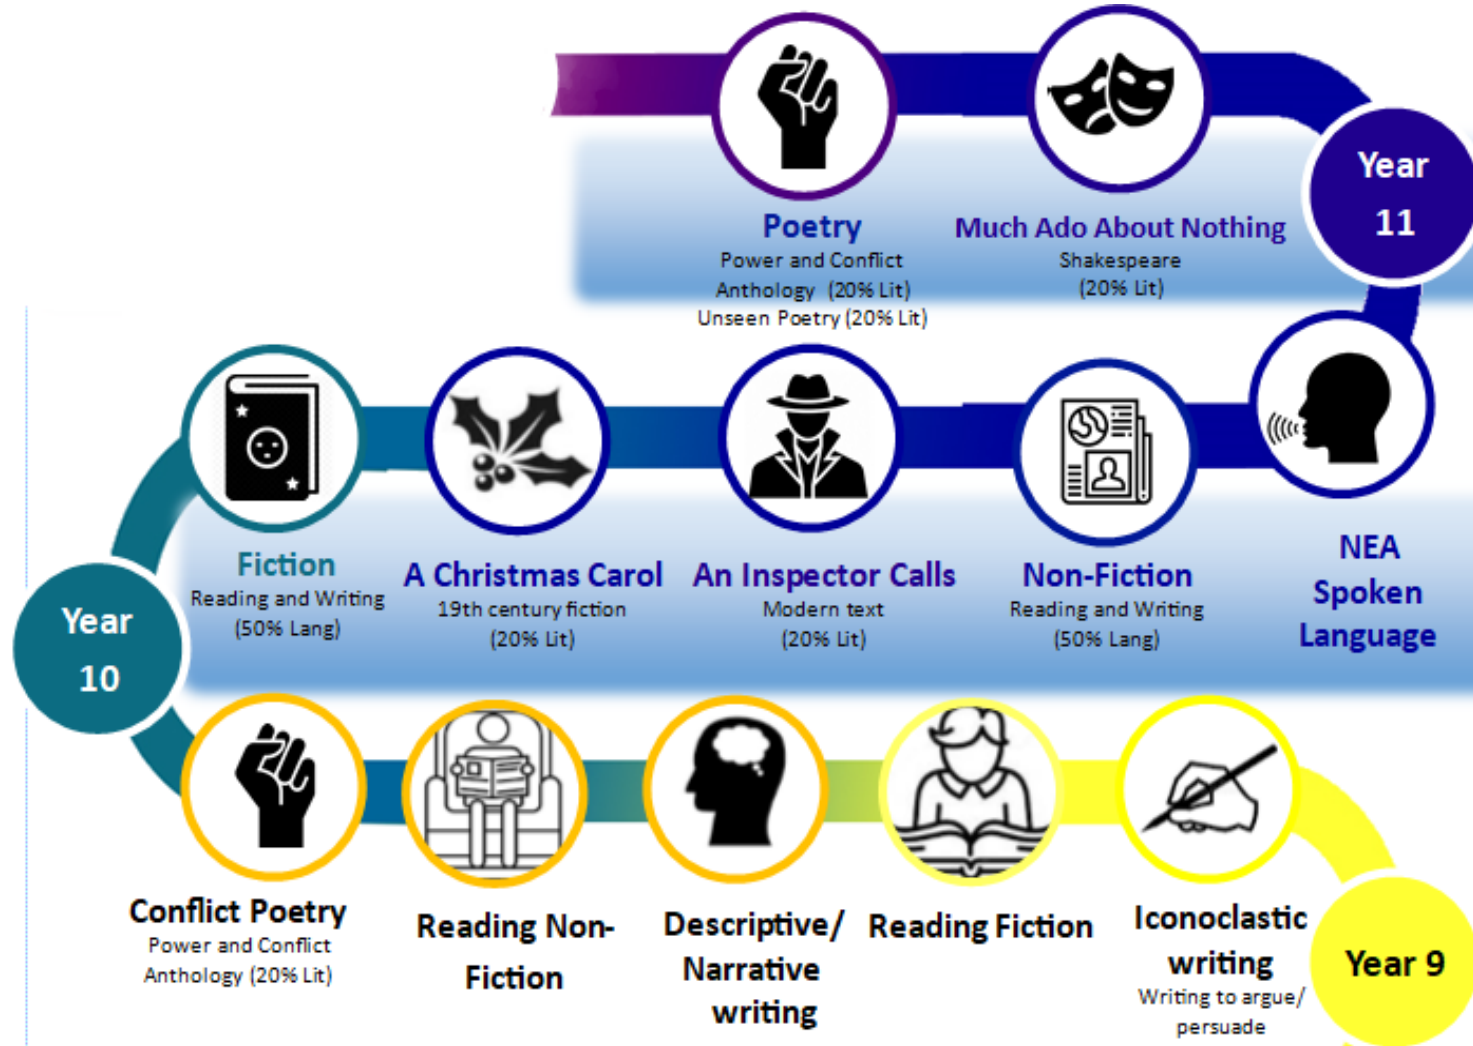 Year
11
Poetry
Power and Conflict
Anthology (20% Lit)
Unseen Poetry (20% Lit)
Much Ado About Nothing
Shakespeare
(20% Lit)
Fiction
Reading and Writing
(50% Lang)
A Christmas Carol
19th century fiction
(20% Lit)
An Inspector Calls
Modern text
(20% Lit)
Non-Fiction
Reading and Writing
(50% Lang)
NEA
Spoken
Language
Year
10
Conflict Poetry
Power and Conflict
Anthology (20% Lit)
Reading Non-
Fiction
Descriptive/
Narrative
writing
Reading Fiction
Iconoclastic
writing
Writing to argue/
persuade
Year 9